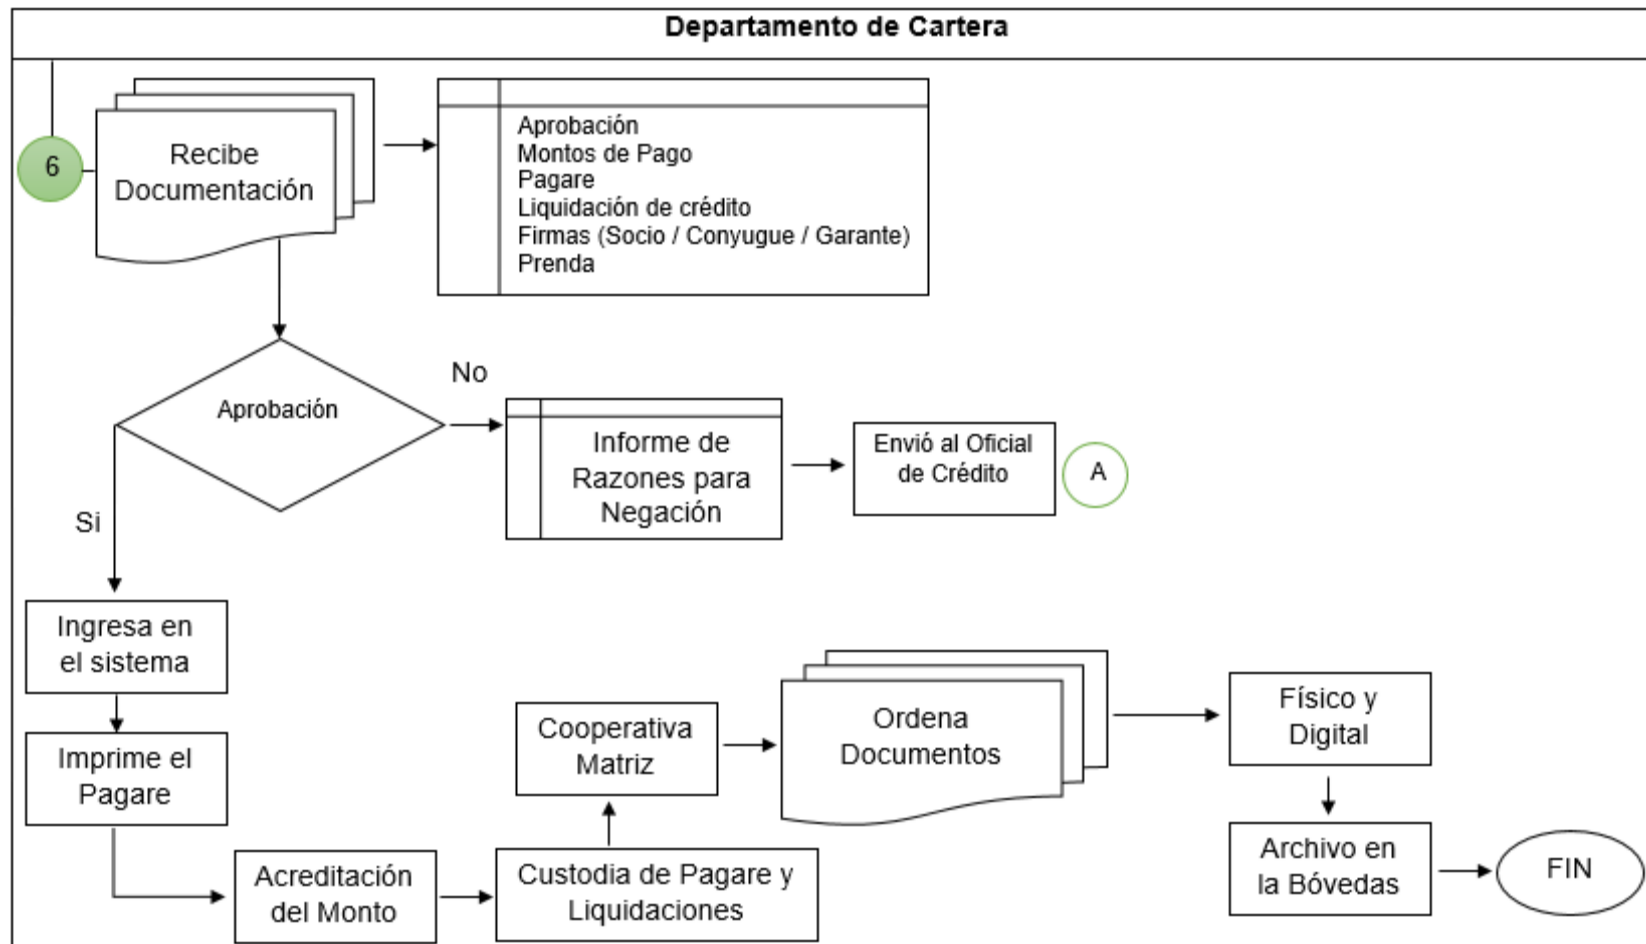 Departamento de Cartera
6
Recibe
Documentación
Aprobación
Montos de Pago
Pagare
Liquidación de crédito
Firmas (Socio / Conyugue / Garante)
Prenda
Aprobación
No
Si
Informe de
Razones para
Negación
Envió al Oficial
de Crédito
A
Ingresa en
el sistema
Imprime el
Pagare
Acreditación
del Monto
Custodia de Pagare y
Liquidaciones
Cooperativa
Matriz
Ordena
Documentos
Físico y
Digital
Archivo en
la Bóvedas
FIN